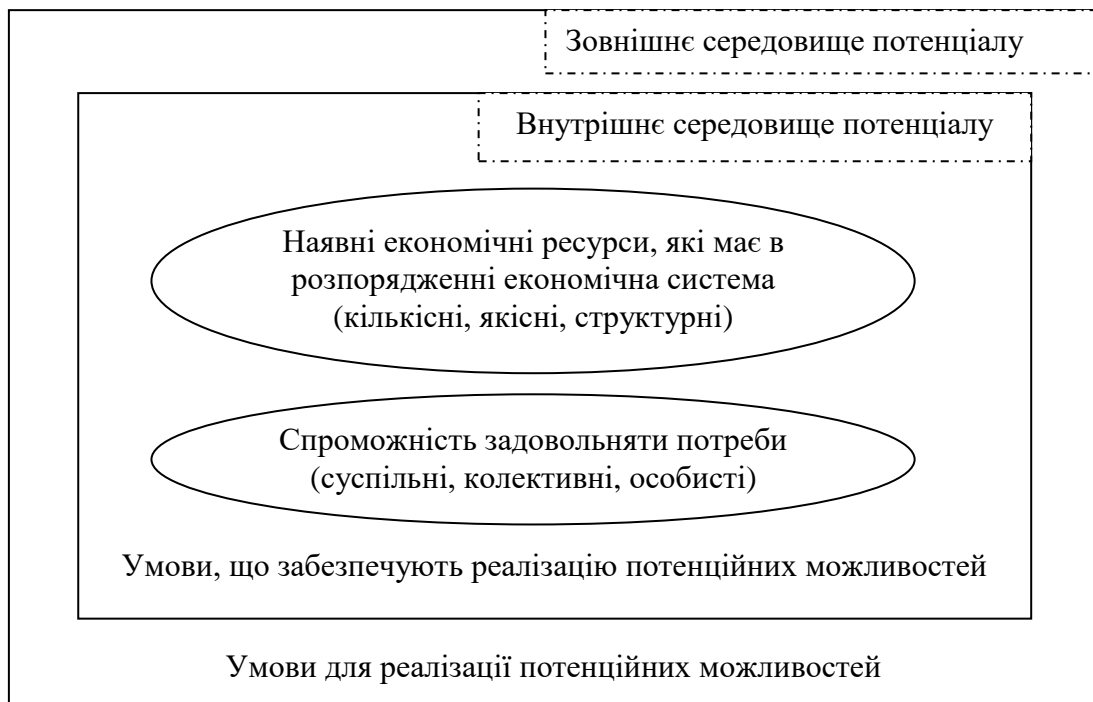 Зовнішнє середовище потенціалу
Внутрішнє середовище потенціалу
Наявні економічні ресурси, які має в
розпорядженні економічна система
(кількісні, якісні, структурні)
Спроможність задовольняти потреби
(суспільні, колективні, особисті)
Умови, що забезпечують реалізацію потенційних можливостей
Умови для реалізації потенційних можливостей